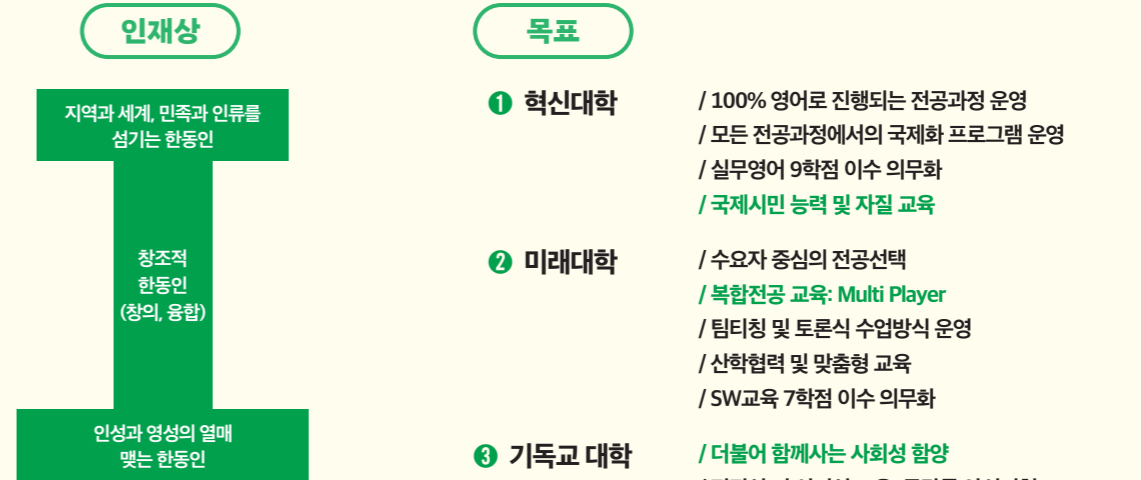 인재상
지역과 세계, 민족과 인류를
섬기는 한동인
창조적
한동인
(창의, 융합)
인성과 영성의 열매
맺는 한동인
목표
❶ 혁신대학
/ 100% 영어로 진행되는 전공과정 운영
/ 모든 전공과정에서의 국제화 프로그램 운영
/ 실무영어 9학점 이수 의무화
/ 국제시민 능력 및 자질 교육
❷ 미래대학
/ 수요자 중심의 전공선택
/ 복합전공 교육: Multi Player
/ 팀티칭 및 토론식 수업방식 운영
/ 산학협력 및 맞춤형 교육
/ SW교육 7학점 이수 의무화
❸ 기독교 대학
/ 더불어 함께사는 사회성 함양